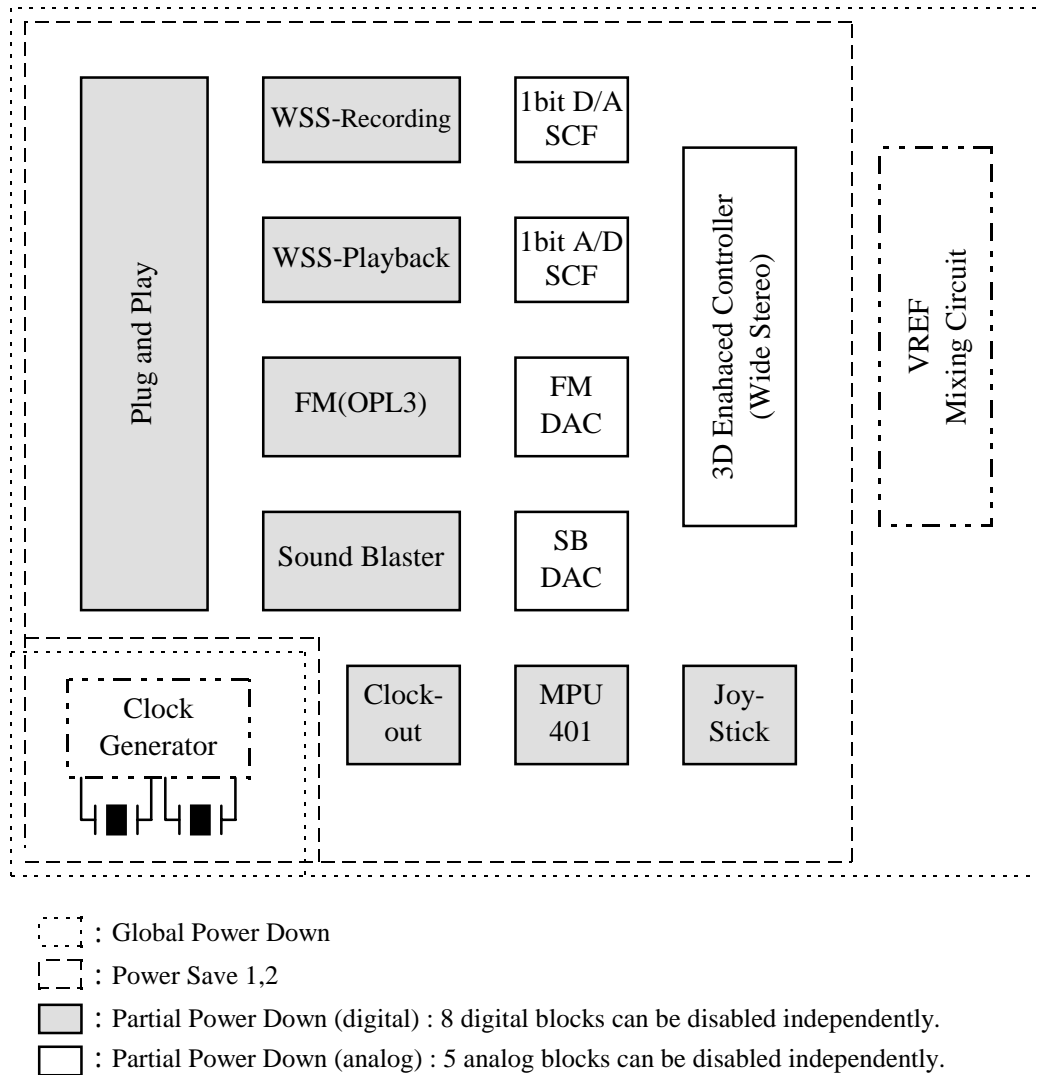 WSS-Recording
1bit D/A
SCF
WSS-Playback
1bit A/D
SCF
Plug and Play
3D Enahaced Controller
(Wide Stereo)
VREF
Mixing Circuit
FM(OPL3)
FM
DAC
Sound Blaster
SB
DAC
Clock
Generator
Clock-
out
MPU
401
Joy-
Stick
: Global Power Down
: Power Save 1,2
: Partial Power Down (digital) : 8 digital blocks can be disabled independently.
: Partial Power Down (analog) : 5 analog blocks can be disabled independently.